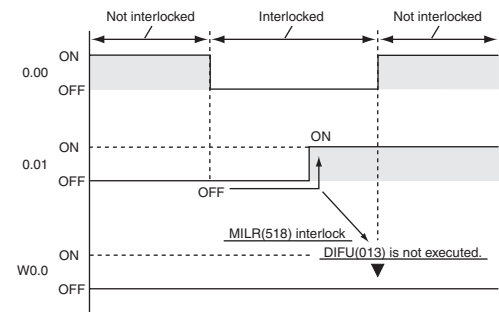 Not interlocked
Interlocked
Not interlocked
0.00
ON
OFF
0.01
ON
OFF
ON
OFF
MILR(518) interlock
DIFU(013) is not executed.
W0.0
ON
OFF